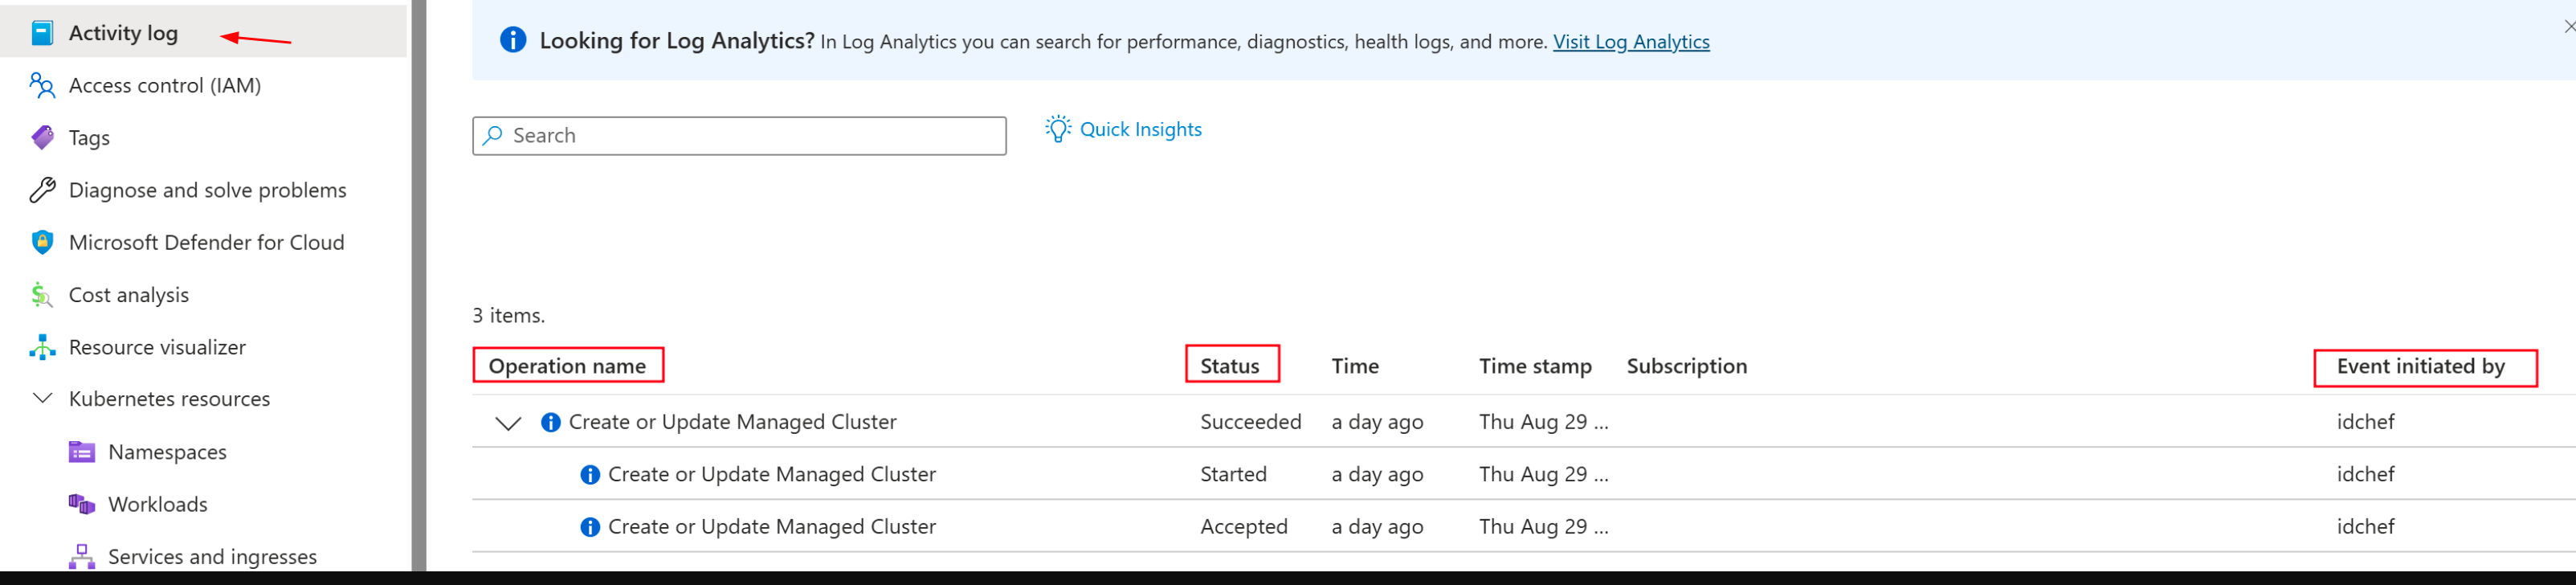 Activity log
Access control (IAM)
Tags
Diagnose and solve problems
Microsoft Defender for Cloud
Cost analysis
Resource visualizer
Kubernetes resources
Namespaces
Workloads
Services and ingresses
Looking for Log Analytics? In Log Analytics you can search for performance, diagnostics, health logs, and more. Visit Log Analytics
Search
Quick Insights
3 items.
Operation name Status Time Time stamp Subscription Event initiated by
Create or Update Managed Cluster Succeeded a day ago Thu Aug 29 ... idchef
Create or Update Managed Cluster Started a day ago Thu Aug 29 ... idchef
Create or Update Managed Cluster Accepted a day ago Thu Aug 29 ... idchef